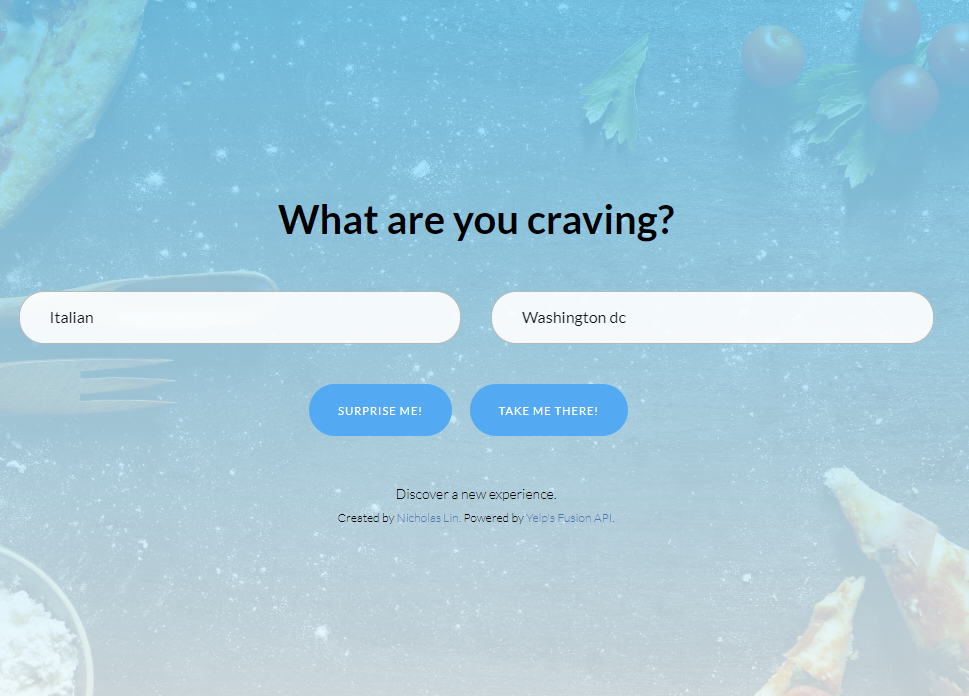 What are you craving?
Italian
Washington dc
SURPRISE ME!
TAKE ME THERE!
Discover a new experience.
Created by Nicholas Lin. Powered by Yelp's Fusion API.